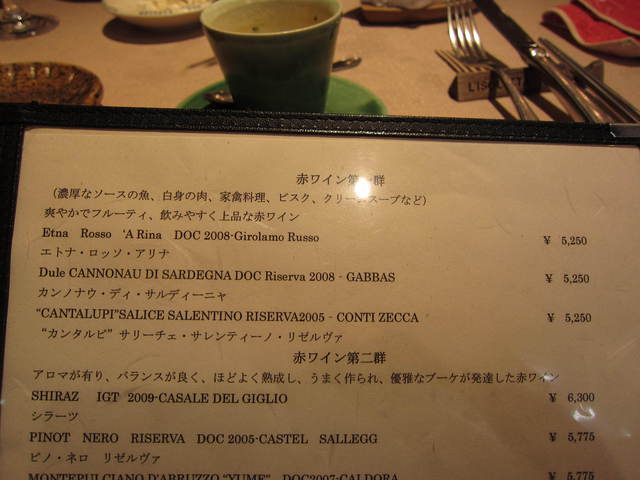 赤ワイン第一群
（濃厚なソースの魚、白身の肉、家禽料理、ビスク、クリームスープなど）
爽やかでフルーティ、飲みやすく上品な赤ワイン
Etna Rosso 'A Rina DOC 2008-Girolamo Russo ¥ 5,250
エトナ・ロッソ・アリナ
Dule CANNONAU DI SARDEGNA DOC Riserva 2008 - GABBAS ¥ 5,250
カンノナウ・ディ・サルディーニャ
"CANTALUPI"SALICE SALENTINO RISERVA2005 - CONTI ZECCA ¥ 5,250
"カンタルピ" サリーチェ・サレンティーノ・リゼルヴァ
赤ワイン第二群
アロマが有り、バランスが良く、ほどよく熟成し、うまく作られ、優雅なブーケが発達した赤ワイン
SHIRAZ IGT 2009-CASALE DEL GIGLIO ¥ 6,300
シラーツ
PINOT NERO RISERVA DOC 2005-CASTEL SALLEGG ¥ 5,775
ピノ・ネロ リゼルヴァ
MONTEPULCIANO D'ABRUZZO "YUME" DOC2007-CALDORA ¥ 5,775